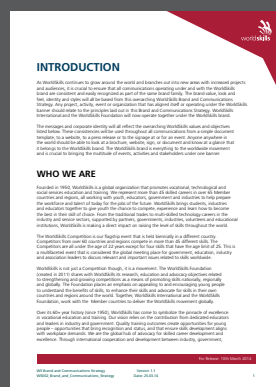 worldskills
INTRODUCTION
As WorldSkills continues to grow around the world and branches out into new areas with increased projects
and audiences, it is crucial to ensure that all communications operating under and with the WorldSkills
brand are consistent and easily recognized as part of the same brand family. The brand value, look and
feel, identity and styles will all be based from this overarching WorldSkills Brand and Communications
Strategy. Any project, activity, event or organization that has aligned itself or operating under the WorldSkills
banner should relate to the principles laid out in this Brand and Communications Strategy. WorldSkills
International and the WorldSkills Foundation will now operate together under the WorldSkills brand.
The messages and corporate identity will all reflect the overarching WorldSkills values and objectives
listed below. These consistencies will be used throughout all communications from a simple document
template, to a website, to a press release or to the signage at or for an event. Anyone anywhere in
the world should be able to look at a brochure, website, sign, or document and know at a glance that
it belongs to the WorldSkills brand. The WorldSkills brand is everything to the worldwide movement
and is crucial to bringing the multitude of events, activities and stakeholders under one banner.
WHO WE ARE
Founded in 1950, WorldSkills is a global organization that promotes vocational, technological and
social services education and training. We represent more than 45 skilled careers in over 65 Member
countries and regions, all working with youth, educators, government and industries to help prepare
the workforce and talent of today for the jobs of the future. WorldSkills brings students, industries
and educators together to give youth the chance to compete, experience and learn how to become
the best in their skill of choice. From the traditional trades to multi-skilled technology careers in the
industry and service sectors, supported by partners, governments, industries, volunteers and educational
institutions, WorldSkills is making a direct impact on raising the level of skills throughout the world.
The WorldSkills Competition is our flagship event that is held biennially in a different country.
Competitors from over 60 countries and regions compete in more than 45 different skills. The
Competitors are all under the age of 22 years except for four skills that have the age limit of 25. This is
a multifaceted event that is considered the global meeting place for government, education, industry
and association leaders to discuss relevant and important issues related to skills worldwide.
WorldSkills is not just a Competition though, it is a movement. The WorldSkills Foundation
(created in 2011) shares with WorldSkills its research, education and advocacy objectives related
to strengthening and growing competitions as a means of promoting skills nationally, regionally
and globally. The Foundation places an emphasis on appealing to and encouraging young people
to understand the benefits of skills, to enhance their skills and advocate for skills in their own
countries and regions around the world. Together, WorldSkills International and the WorldSkills
Foundation, work with the Member countries to deliver the WorldSkills movement globally.
Over its 60+ year history (since 1950), WorldSkills has come to symbolize the pinnacle of excellence
in vocational education and training. Our vision relies on the contribution from dedicated educators
and leaders in industry and government. Quality training outcomes create opportunities for young
people – opportunities that bring recognition and status, and that ensure skills development aligns
with workplace demands. We are the global hub of advocacy for skilled career development and
excellence. Through international cooperation and development between industry, government,
For Release: 10th March 2014
WS Brand and Communications Strategy
Version: 1.1
1